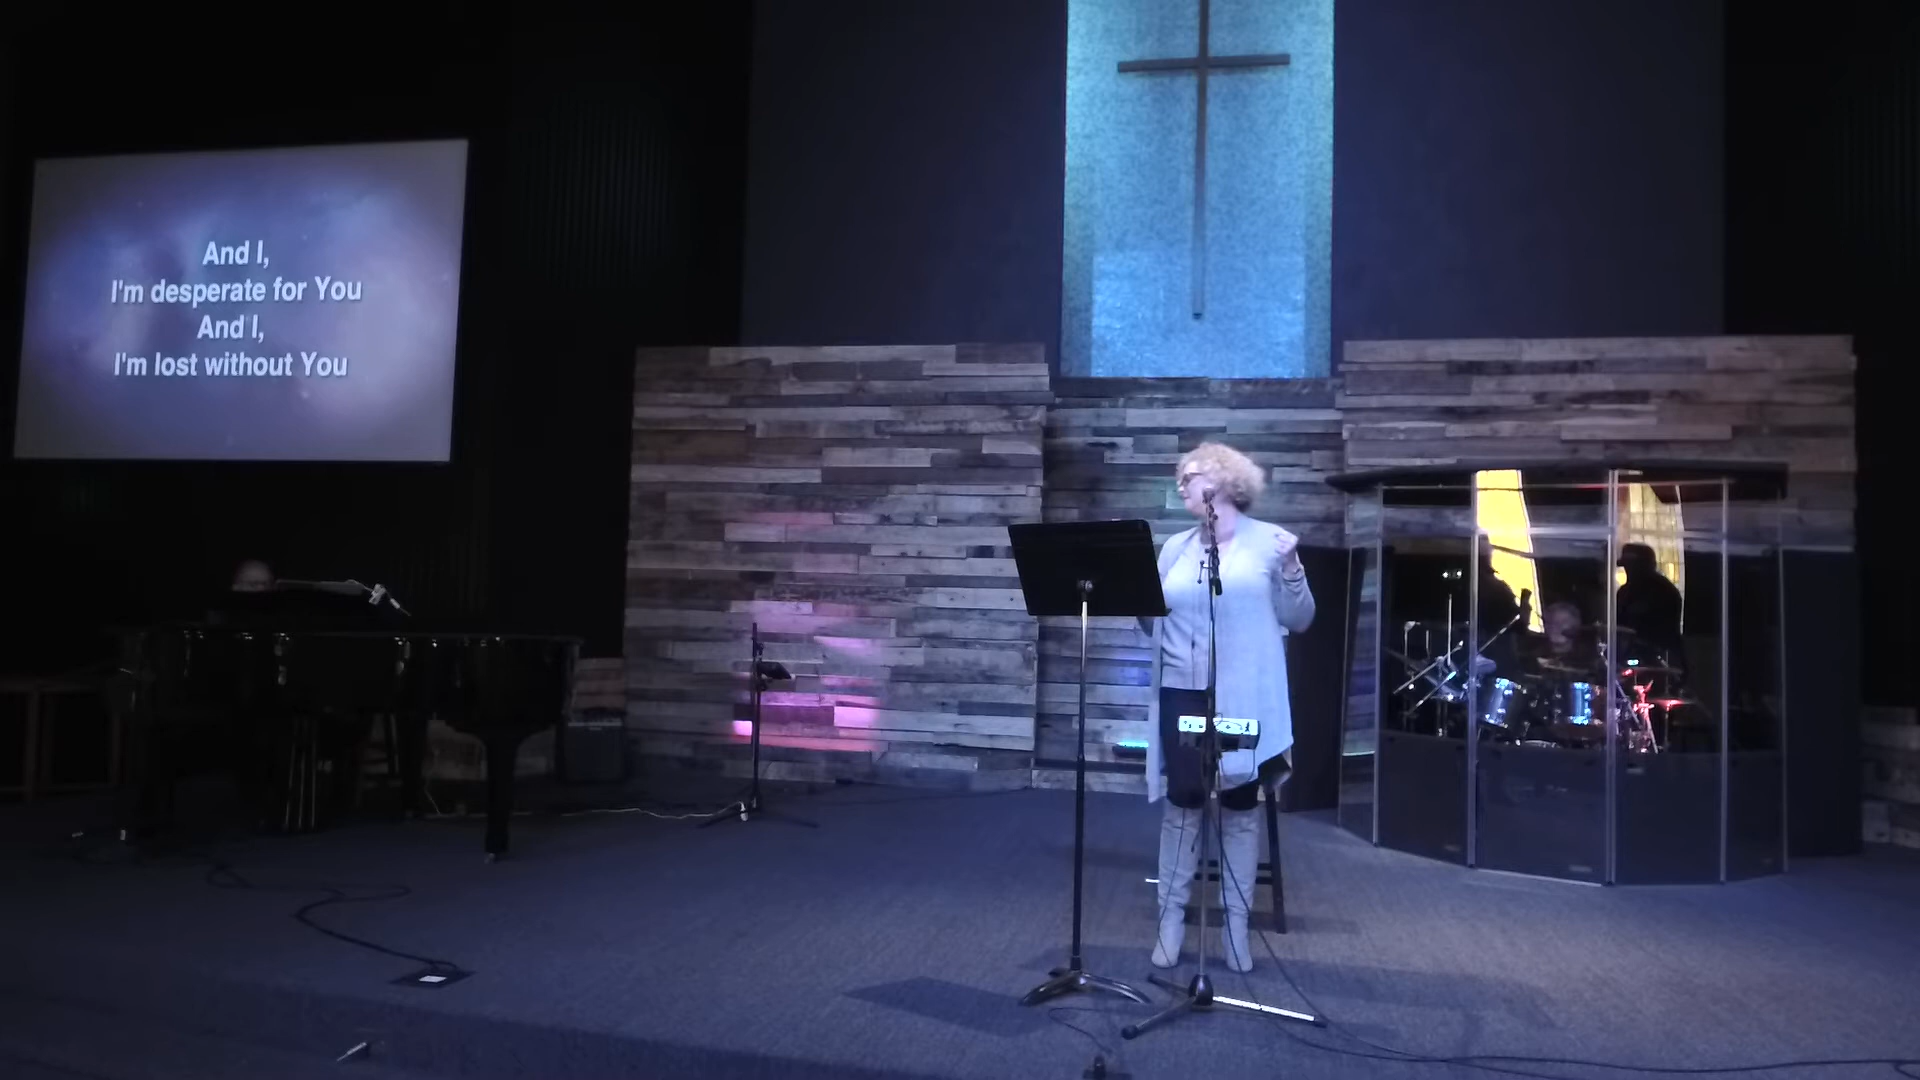 And I,
I'm desperate for You
And I,
I'm lost without You